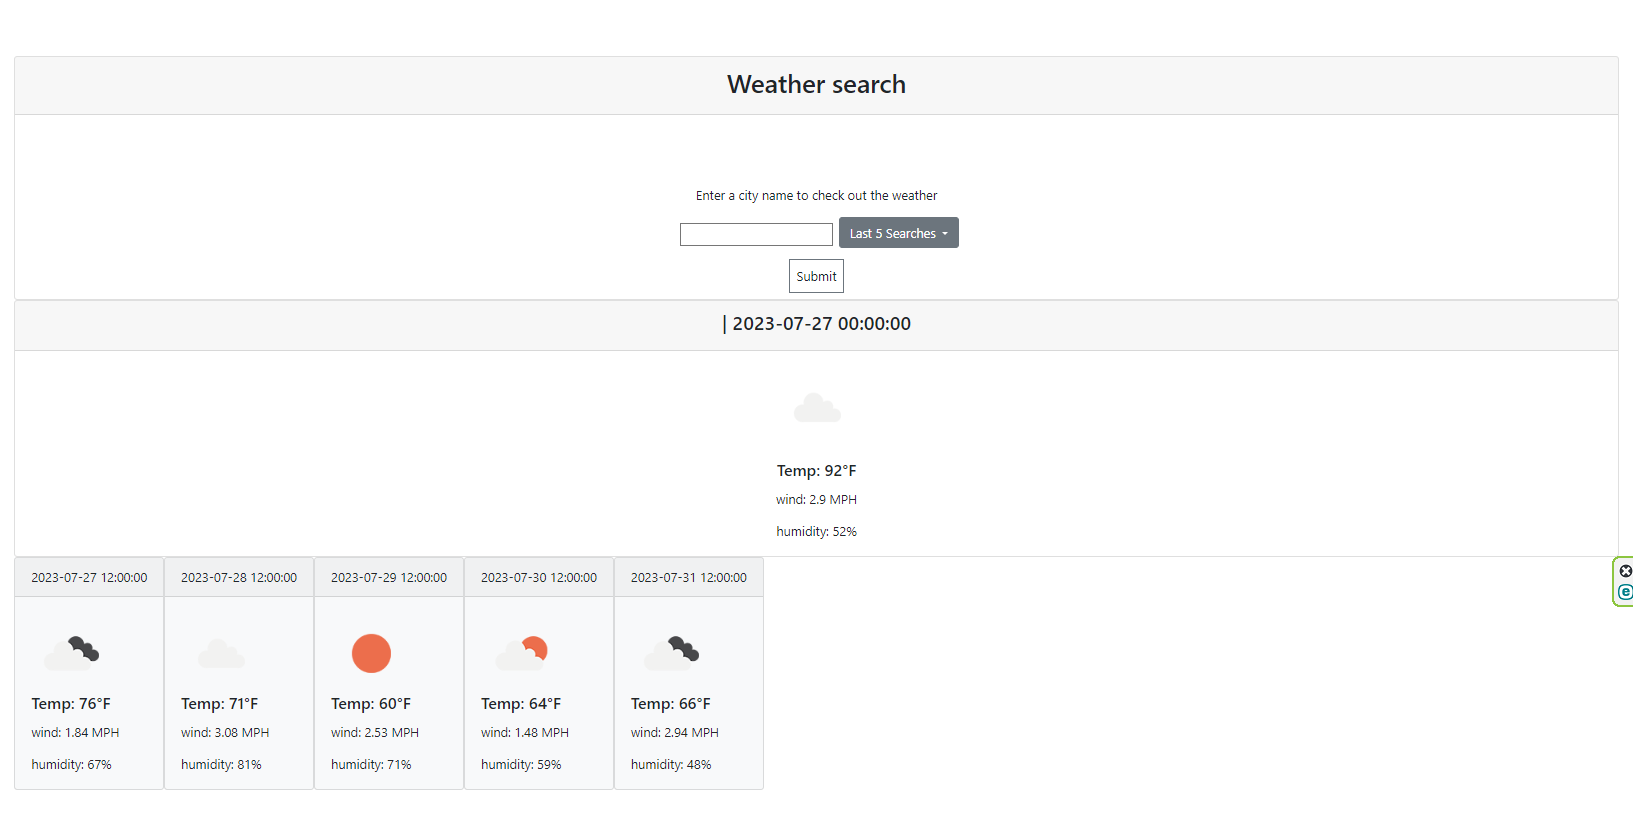 Weather search
Enter a city name to check out the weather
Last 5 Searches
Submit
| 2023-07-27 00:00:00
Temp: 92°F
wind: 2.9 MPH
humidity: 52%
2023-07-27 12:00:00
Temp: 76°F
wind: 1.84 MPH
humidity: 67%
2023-07-28 12:00:00
Temp: 71°F
wind: 3.08 MPH
humidity: 81%
2023-07-29 12:00:00
Temp: 60°F
wind: 2.53 MPH
humidity: 71%
2023-07-30 12:00:00
Temp: 64°F
wind: 1.48 MPH
humidity: 59%
2023-07-31 12:00:00
Temp: 66°F
wind: 2.94 MPH
humidity: 48%
e